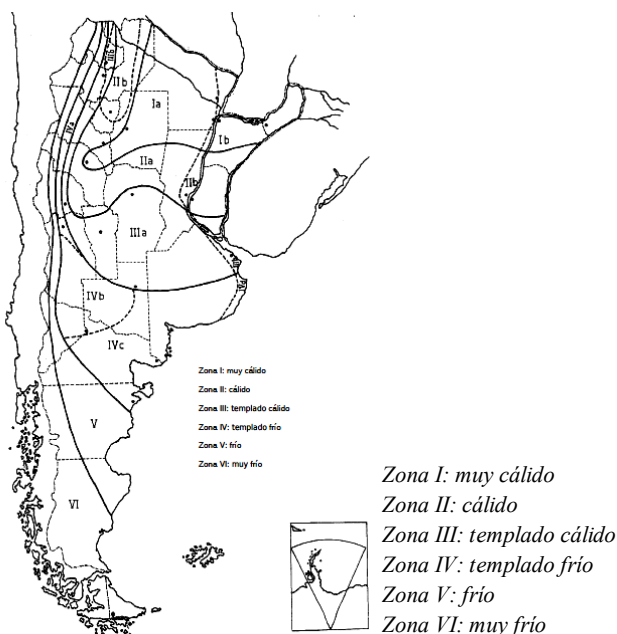 IIIb
IIb
Ia
IVa
Ib
IIa
IIb
IIIa
IIIb
IVd
IVb
IVc
V
VI
Zona I: muy cálido
Zona II: cálido
Zona III: templado cálido
Zona IV: templado frío
Zona V: frío
Zona VI: muy frío
Zona I: muy cálido
Zona II: cálido
Zona III: templado cálido
Zona IV: templado frío
Zona V: frío
Zona VI: muy frío